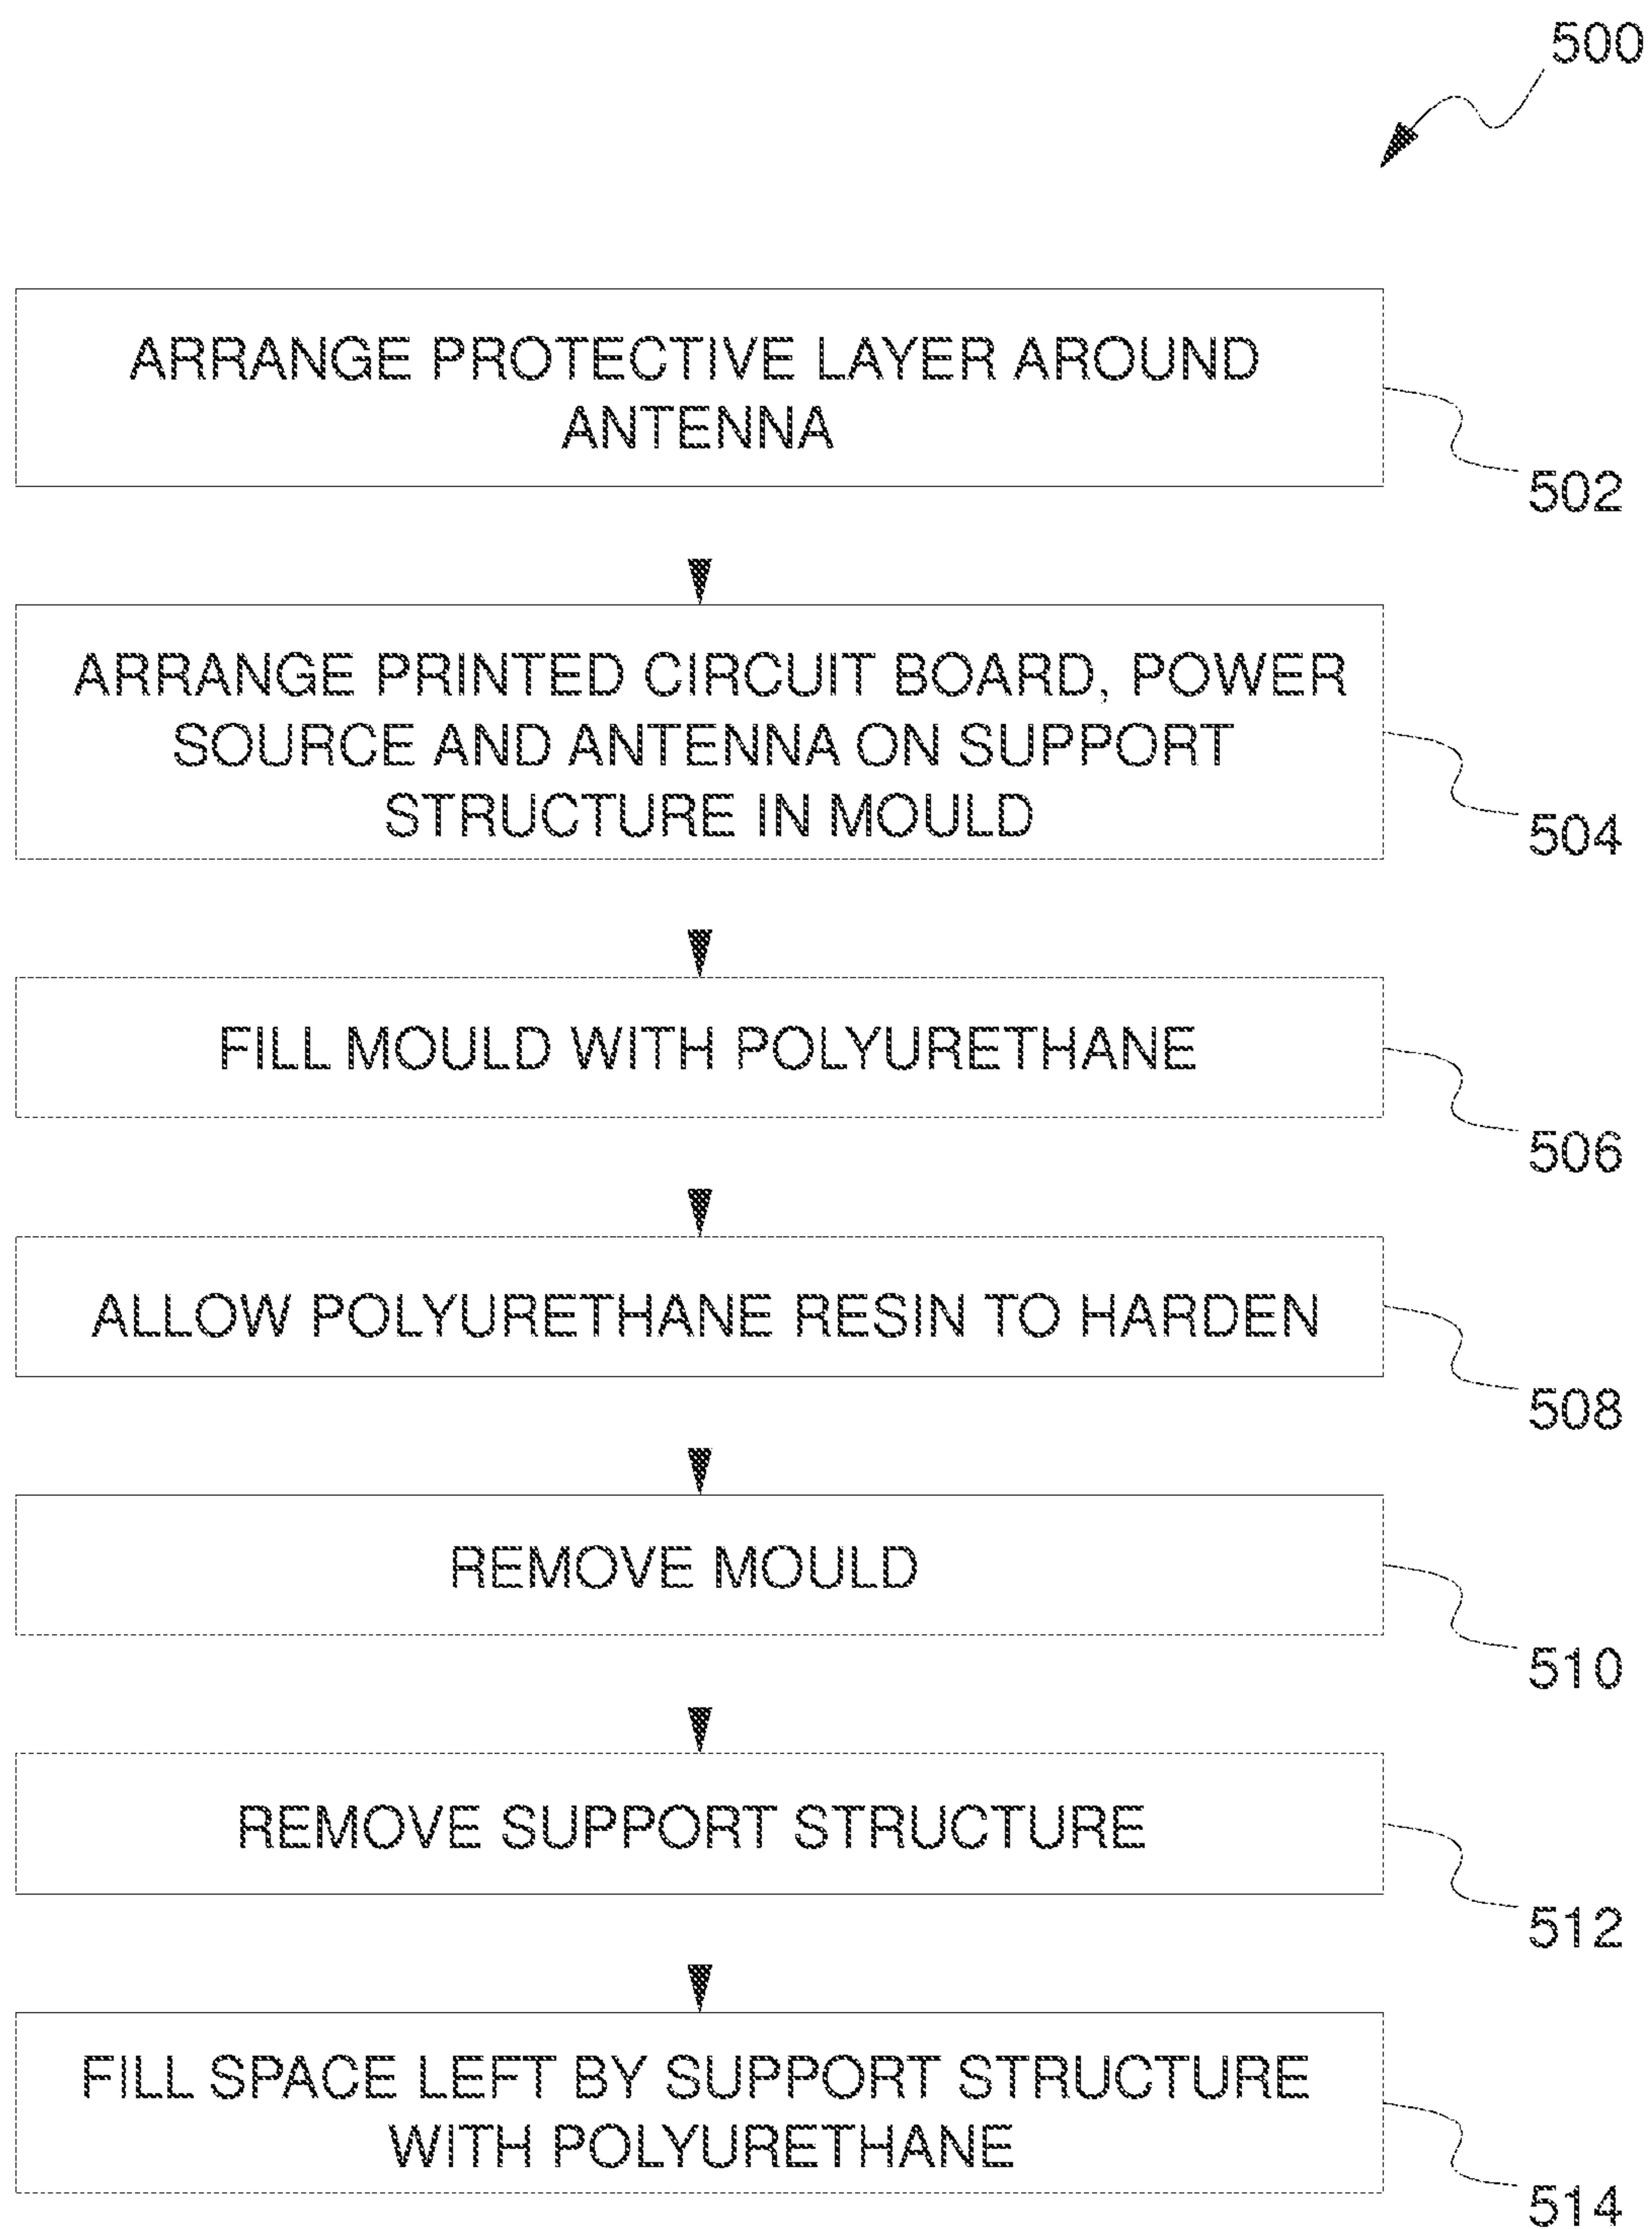 500
ARRANGE PROTECTIVE LAYER AROUND
ANTENNA
502
ARRANGE PRINTED CIRCUIT BOARD, POWER
SOURCE AND ANTENNA ON SUPPORT
STRUCTURE IN MOULD
504
FILL MOULD WITH POLYURETHANE
506
ALLOW POLYURETHANE RESIN TO HARDEN
508
REMOVE MOULD
510
REMOVE SUPPORT STRUCTURE
512
FILL SPACE LEFT BY SUPPORT STRUCTURE
WITH POLYURETHANE
514